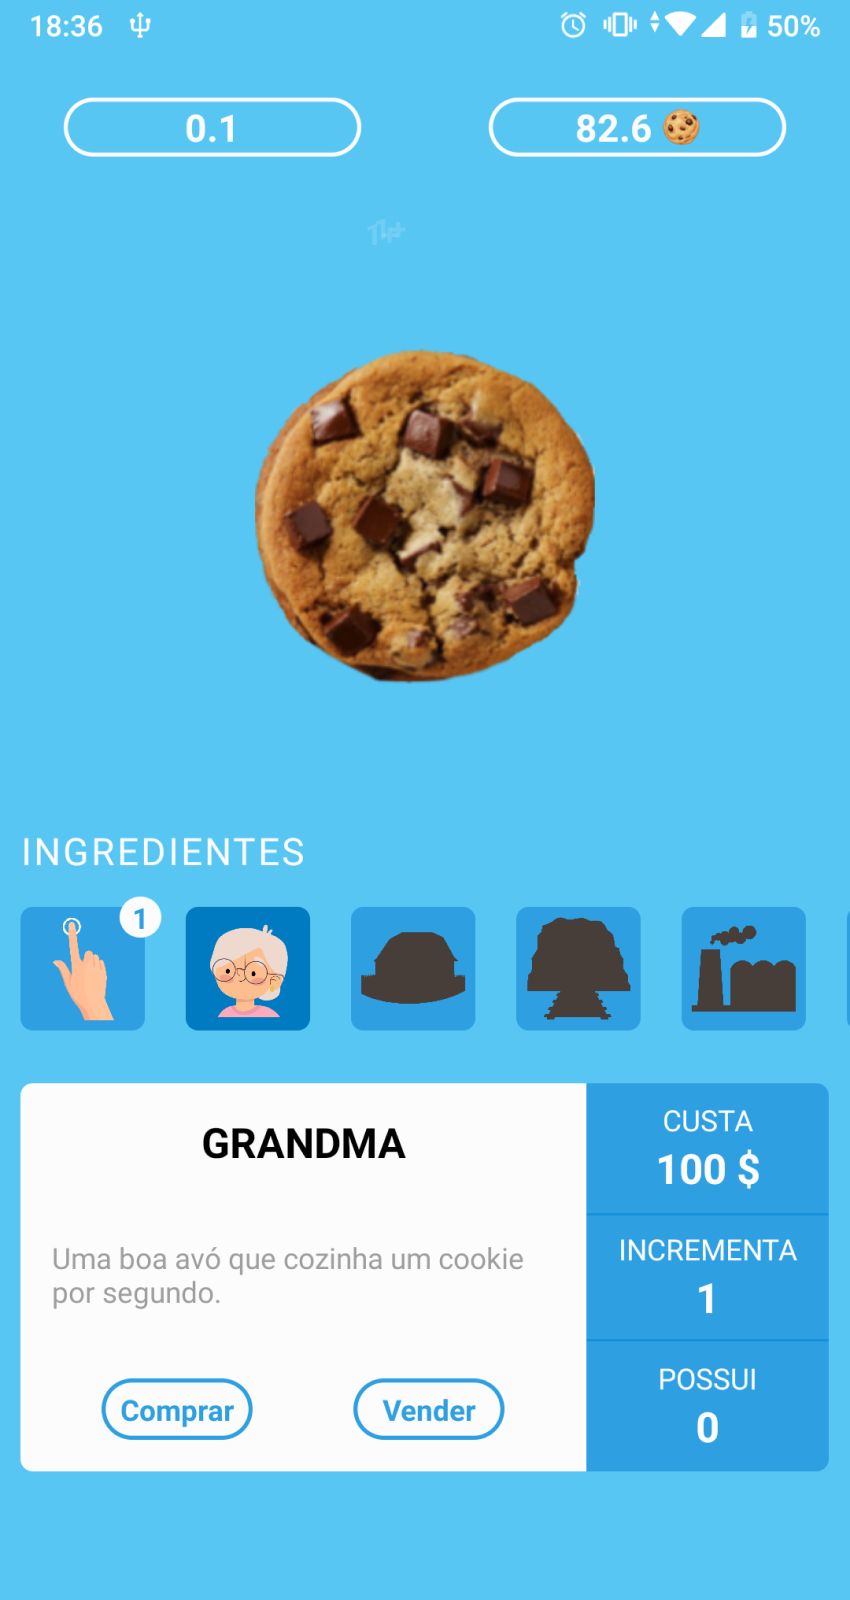 18:36 50%
0.1 82.6
INGREDIENTES
1
GRANDMA
Uma boa avó que cozinha um cookie
por segundo.
Comprar Vender
CUSTA
100 $
INCREMENTA
1
POSSUI
0